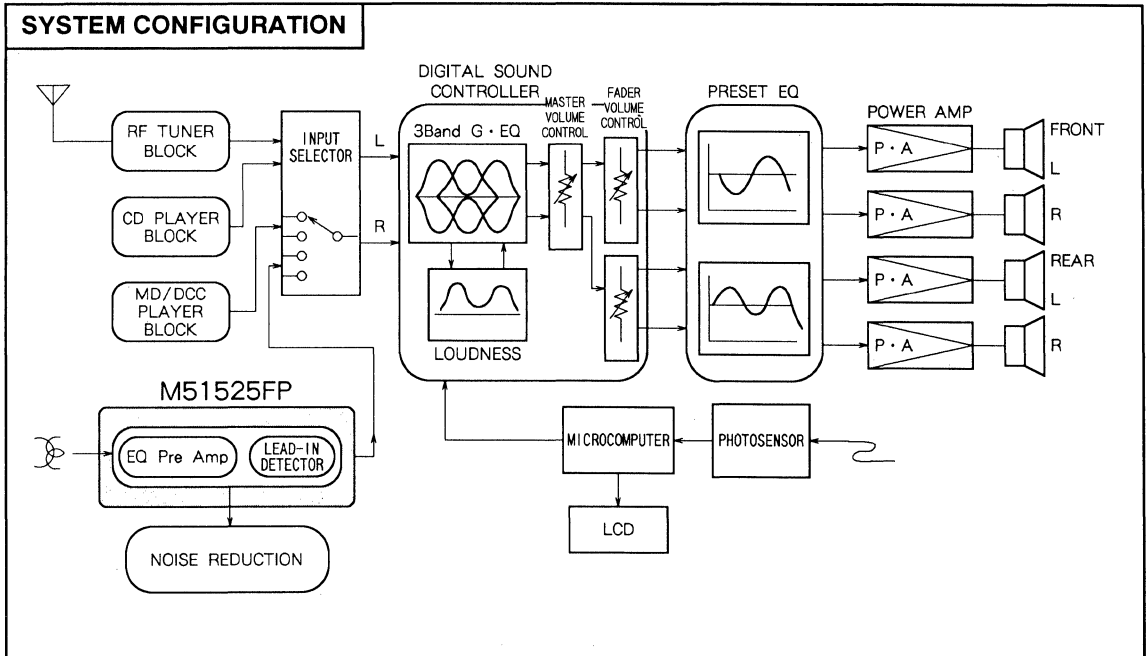 SYSTEM CONFIGURATION
DIGITAL SOUND
CONTROLLER
MASTER
VOLUME
CONTROL
FADER
VOLUME
CONTROL
PRESET EQ
POWER AMP
RF TUNER
BLOCK
INPUT
SELECTOR
L
R
3Band G・EQ
P・A
FRONT
L
CD PLAYER
BLOCK
P・A
R
MD/DCC
PLAYER
BLOCK
LOUDNESS
P・A
REAR
L
P・A
R
M51525FP
EQ Pre Amp
LEAD-IN
DETECTOR
NOISE REDUCTION
MICROCOMPUTER
PHOTOSENSOR
LCD